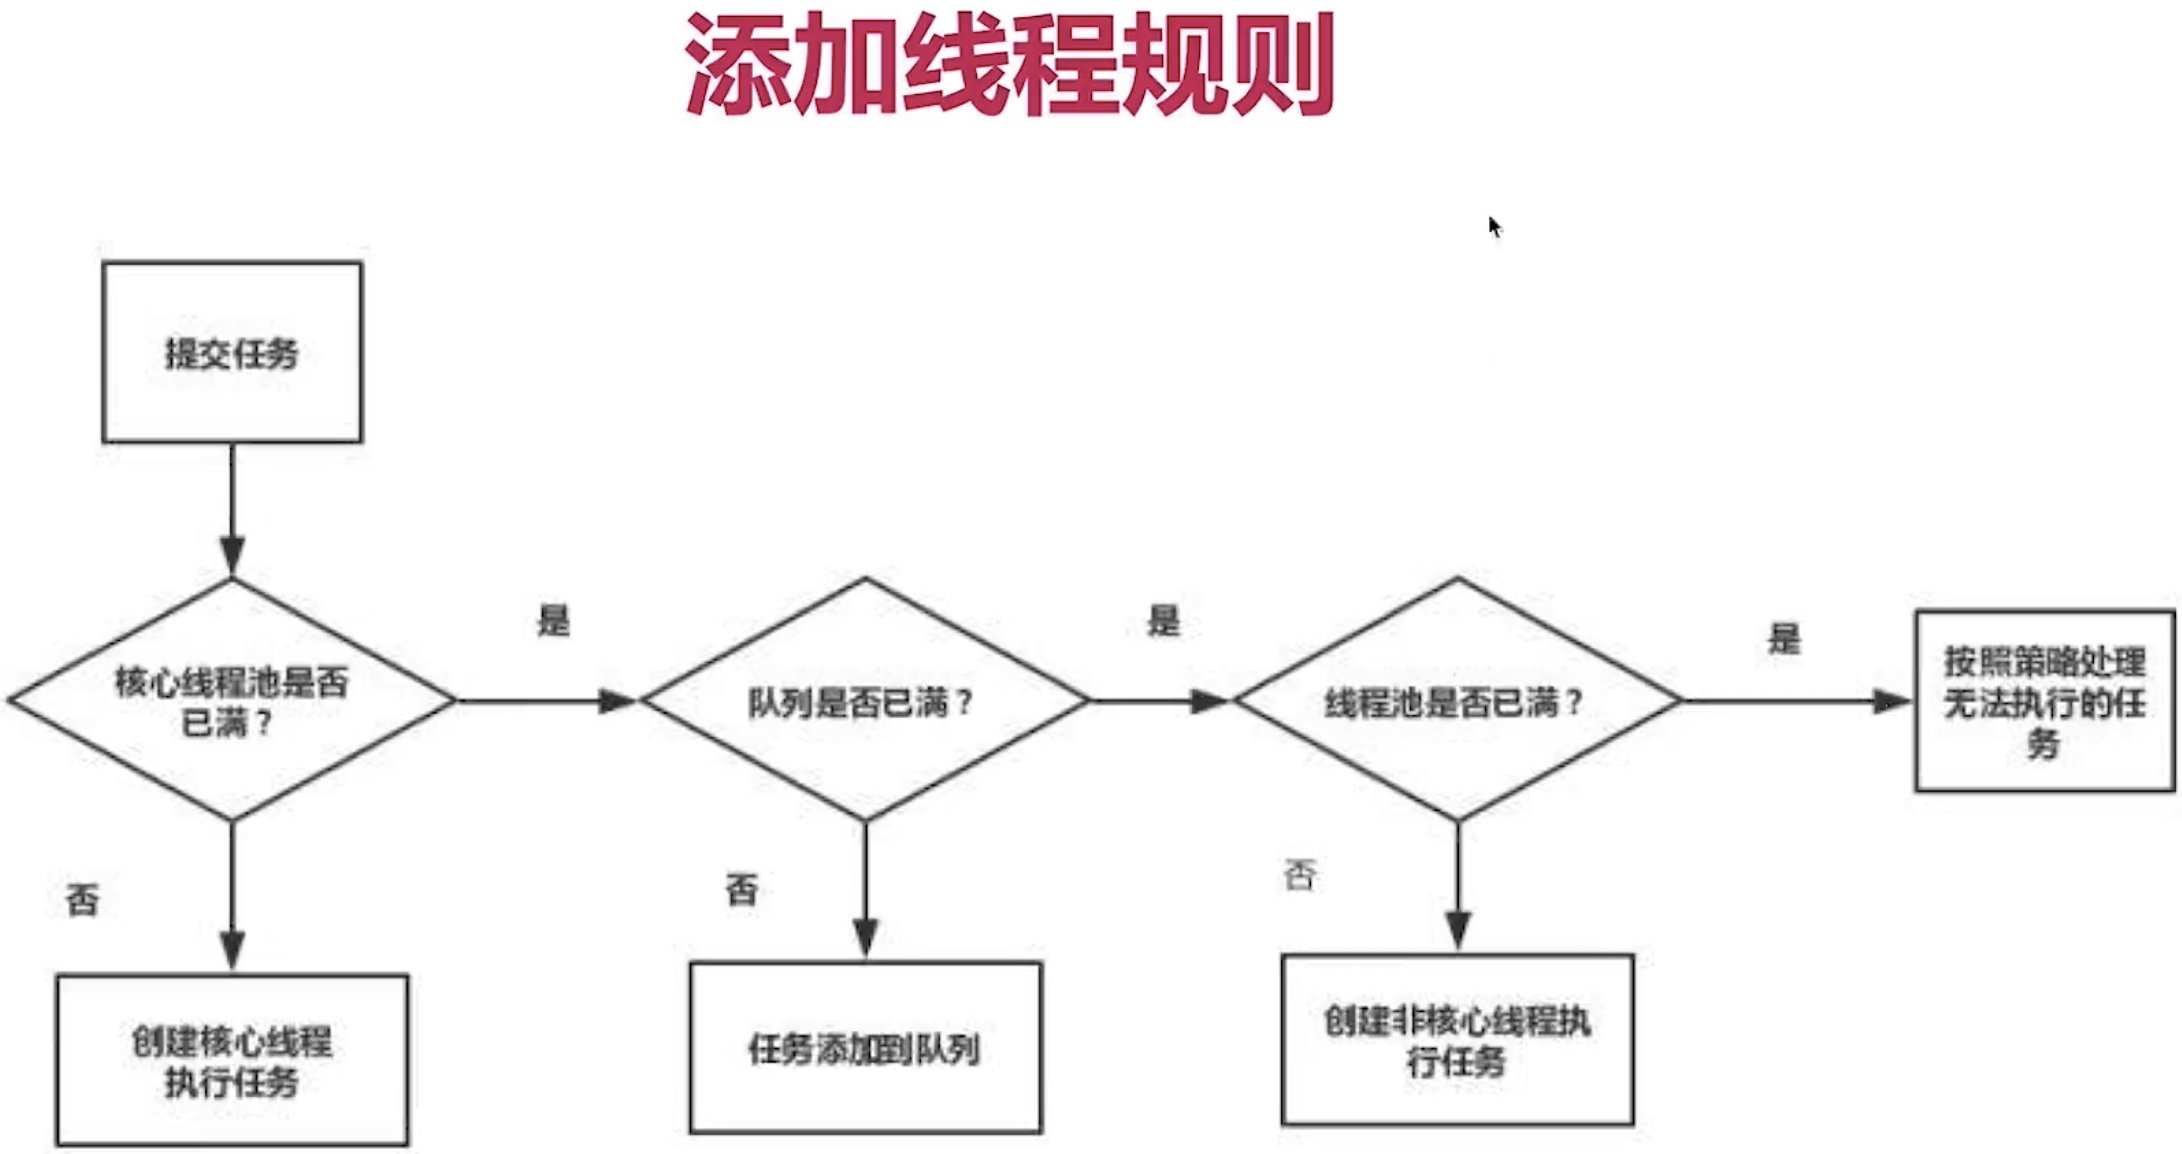 添加线程规则
提交任务
核心线程池是否
已满？
是
队列是否已满？
是
线程池是否已满？
是
按照策略处理
无法执行的任
务
否
创建核心线程
执行任务
否
任务添加到队列
否
创建非核心线程执
行任务